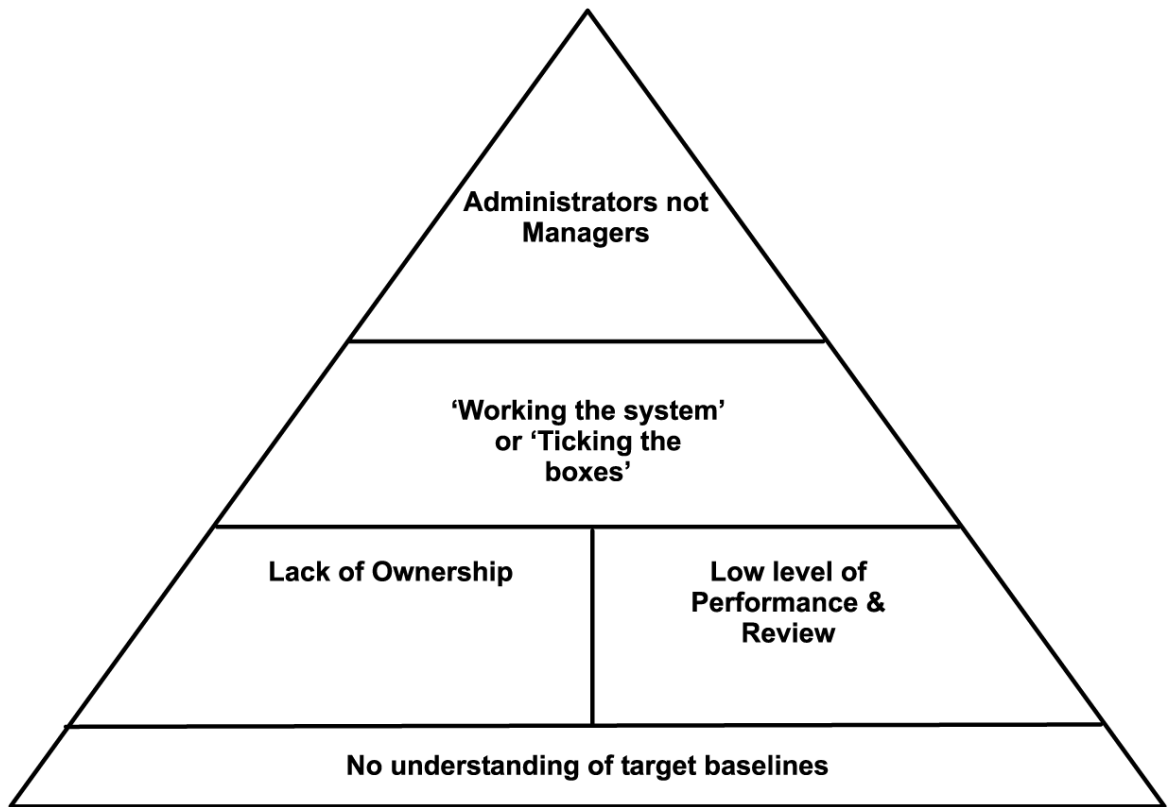 Administrators not
Managers
‘Working the system’
or ‘Ticking the
boxes’
Lack of Ownership
Low level of
Performance &
Review
No understanding of target baselines